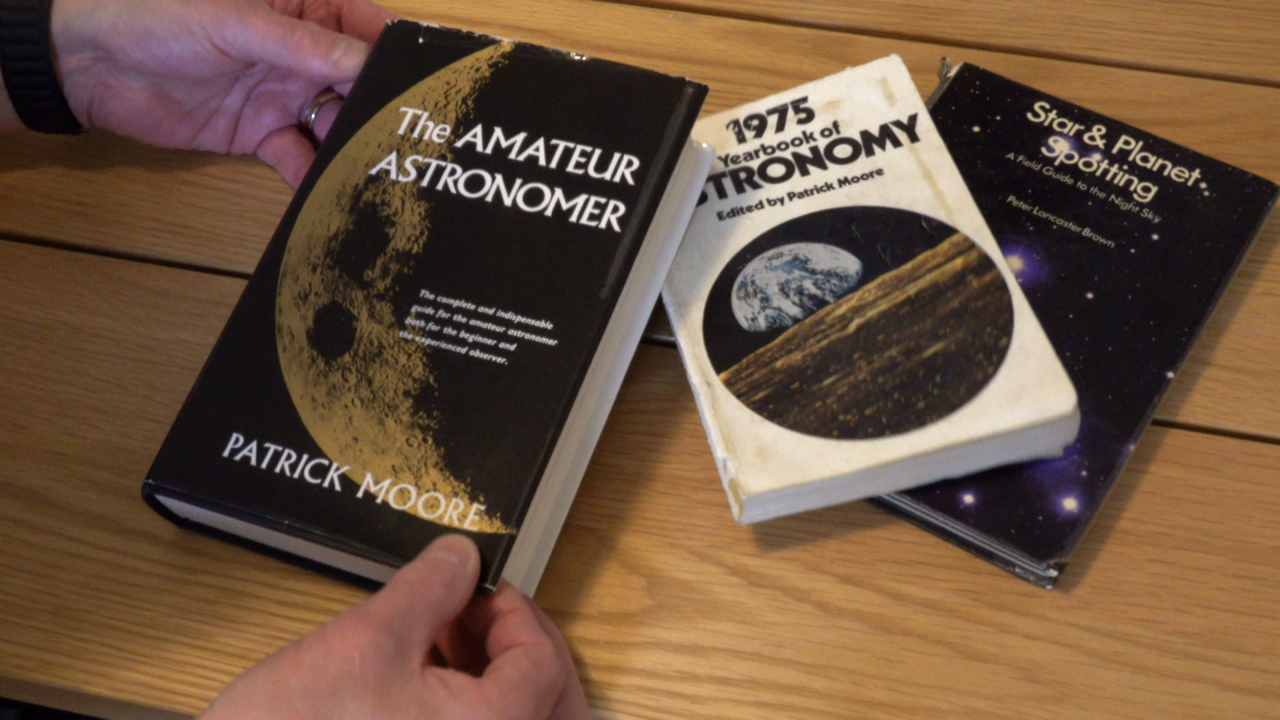 The AMATEUR
ASTRONOMER
The complete and indispensable
guide for the amateur astronomer
both for the beginner and
the experienced observer.
PATRICK MOORE
1975
Yearbook of
STRONOMY
Edited by Patrick Moore
Star & Planet
Spotting
A Field Guide to the Night Sky
Peter Lancaster Brown